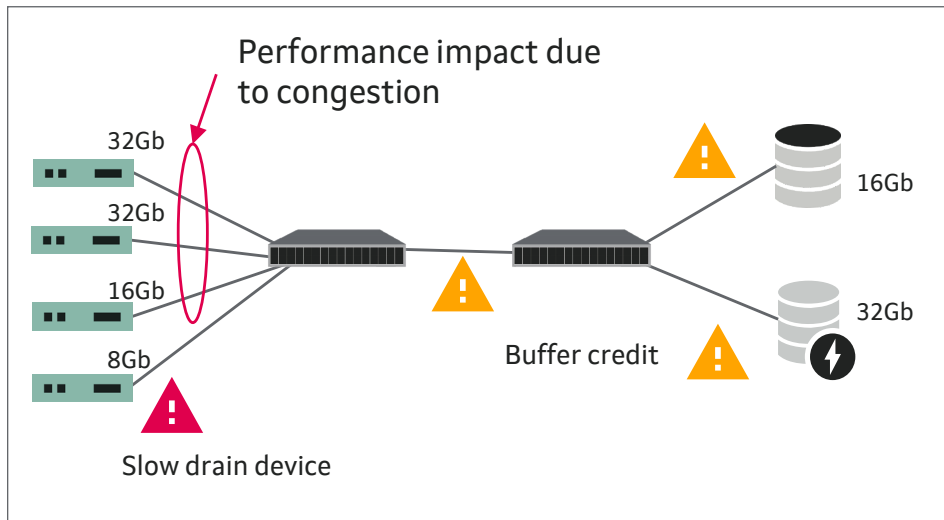 Performance impact due
to congestion
32Gb
32Gb
16Gb
8Gb
16Gb
32Gb
Buffer credit
Slow drain device